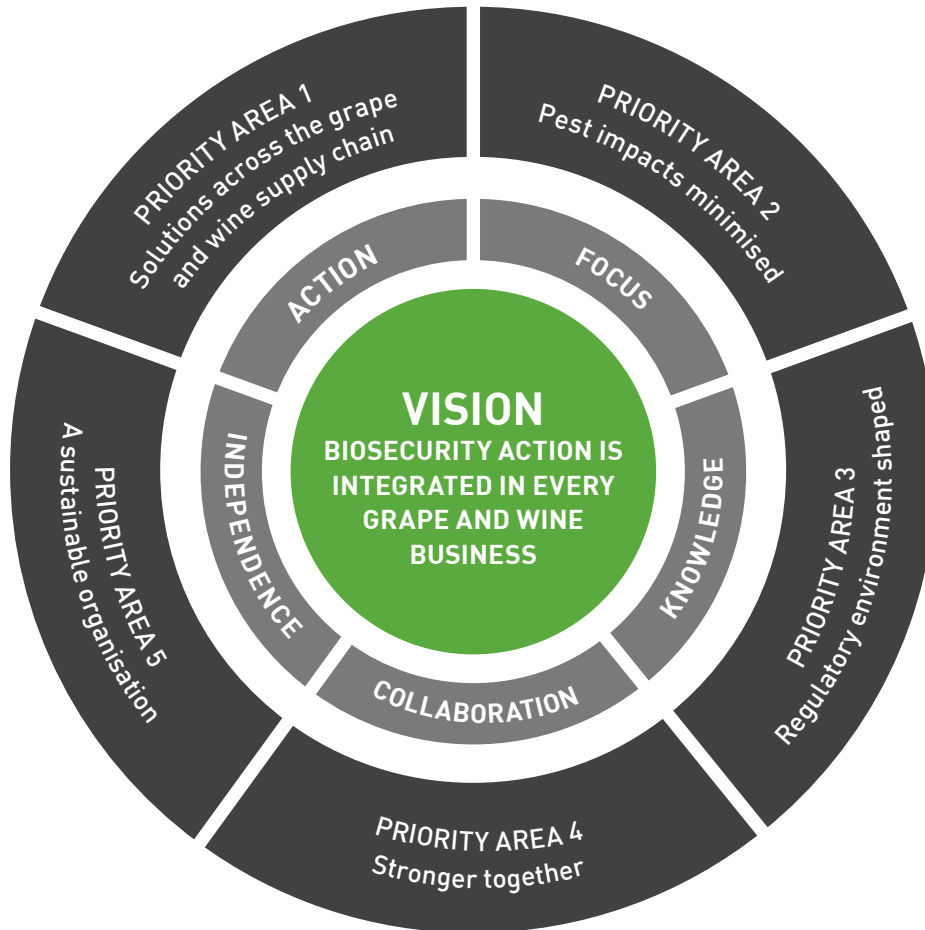 PRIORITY AREA 1
Solutions across the grape
and wine supply chain
PRIORITY AREA 2
Pest impacts minimised
PRIORITY AREA 3
Regulatory environment shaped
PRIORITY AREA 4
Stronger together
PRIORITY AREA 5
A sustainable organisation
ACTION
FOCUS
KNOWLEDGE
COLLABORATION
INDEPENDENCE
VISION
BIOSECURITY ACTION IS
INTEGRATED IN EVERY
GRAPE AND WINE
BUSINESS